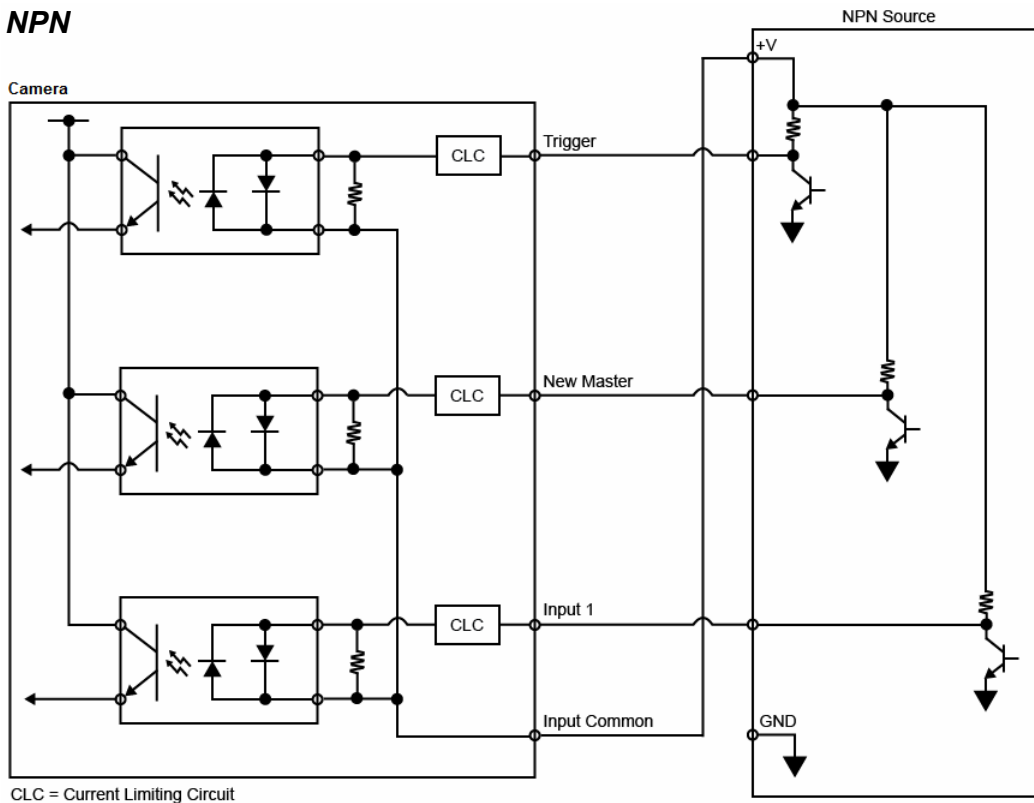 NPN
NPN Source
+V
Camera
CLC
Trigger
CLC
New Master
CLC
Input 1
Input Common
GND
CLC = Current Limiting Circuit